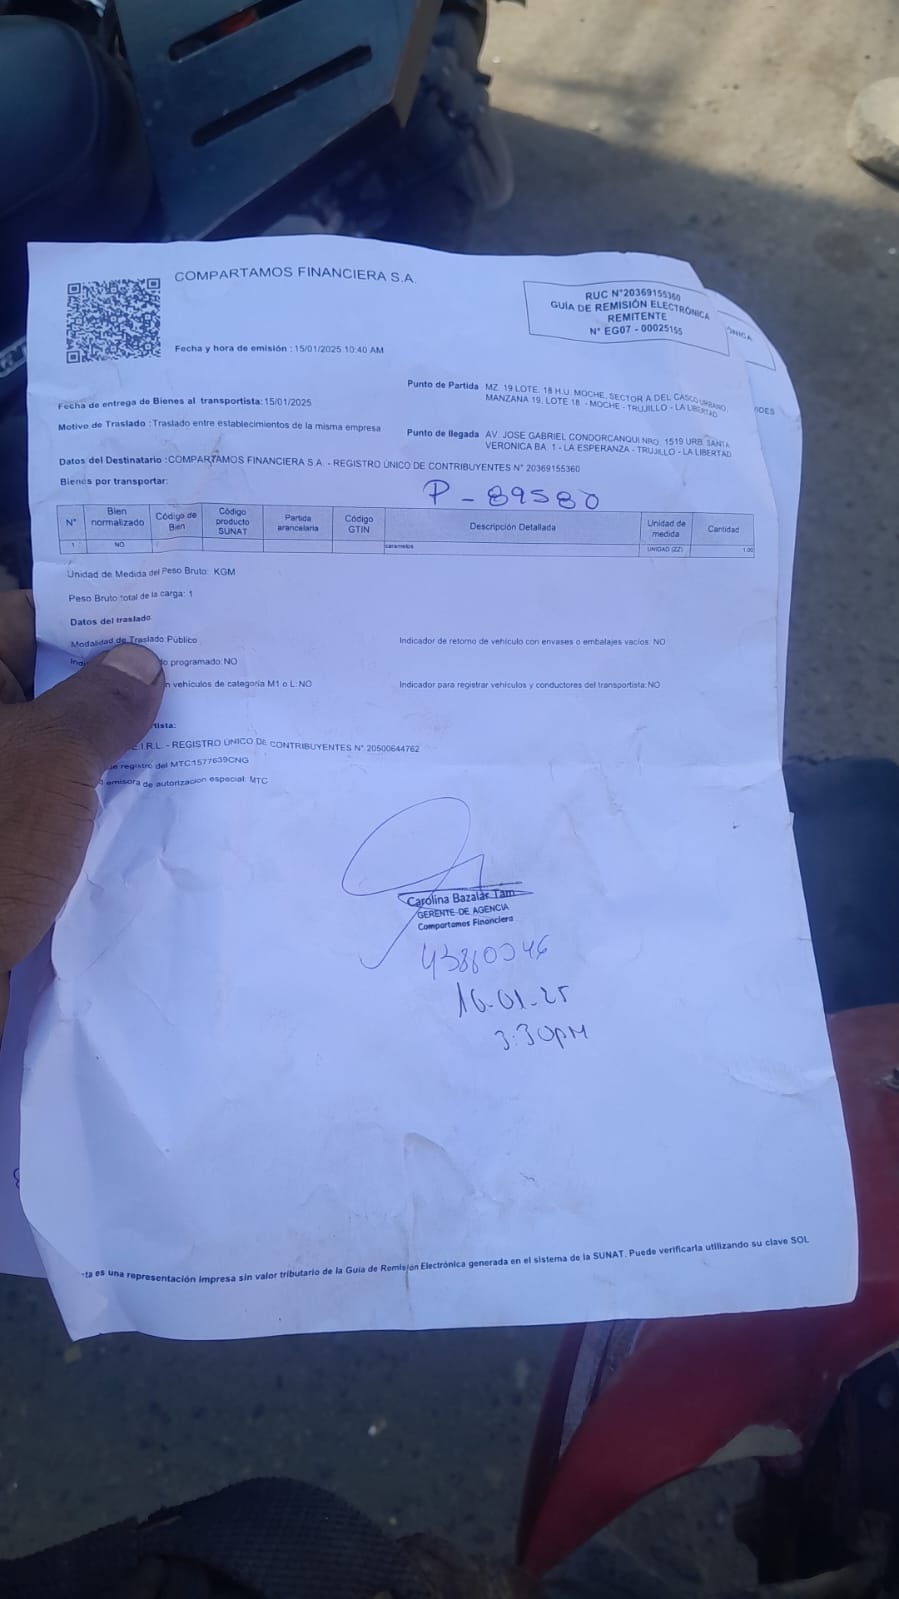 COMPARTAMOS FINANCIERA S.A.
RUC N°20369155360
GUÍA DE REMISIÓN ELECTRÓNICA
REMITENTE
N° EG07 - 00025155
Fecha y hora de emisión : 15/01/2025 10:40 AM
Fecha de entrega de Bienes al transportista: 15/01/2025
Punto de Partida MZ. 19 LOTE. 18 H.U. MOCHE, SECTOR A DEL CASCO URBANO,
MANZANA 19, LOTE 18 - MOCHE - TRUJILLO - LA LIBERTAD
Motivo de Traslado :Traslado entre establecimientos de la misma empresa
Punto de llegada AV. JOSE GABRIEL CONDORCANQUI NRO. 1519 URB. SANTA
VERONICA BA. 1 - LA ESPERANZA - TRUJILLO - LA LIBERTAD
Datos del Destinatario :COMPARTAMOS FINANCIERA S.A. - REGISTRO UNICO DE CONTRIBUYENTES N° 20369155360
Bienes por transportar:
P - 89580
N° Bien normalizado Código de Bien Código producto SUNAT Partida arancelaria Código GTIN Descripción Detallada Unidad de medida Cantidad
1 NO caramelos UNIDAD (ZZ) 1.00
Unidad de Medida del Peso Bruto: KGM
Peso Bruto total de la carga: 1
Datos del traslado
Modalidad de Traslado:Público
Indicador de retorno de vehículo con envases o embalajes vacíos: NO
programado:NO
vehículos de categoría M1 o L:NO
Indicador para registrar vehículos y conductores del transportista:NO
E.I.R.L. - REGISTRO ÚNICO DE CONTRIBUYENTES N° 20500644762
registro del MTC1577639CNG
emisora de autorizacion especial: MTC
Carolina Bazalar Tam
GERENTE DE AGENCIA
Compartamos Financiera
16-01-25
3:30pm
es una representación impresa sin valor tributario de la Guía de Remisión Electrónica generada en el sistema de la SUNAT. Puede verificarla utilizando su clave SOL